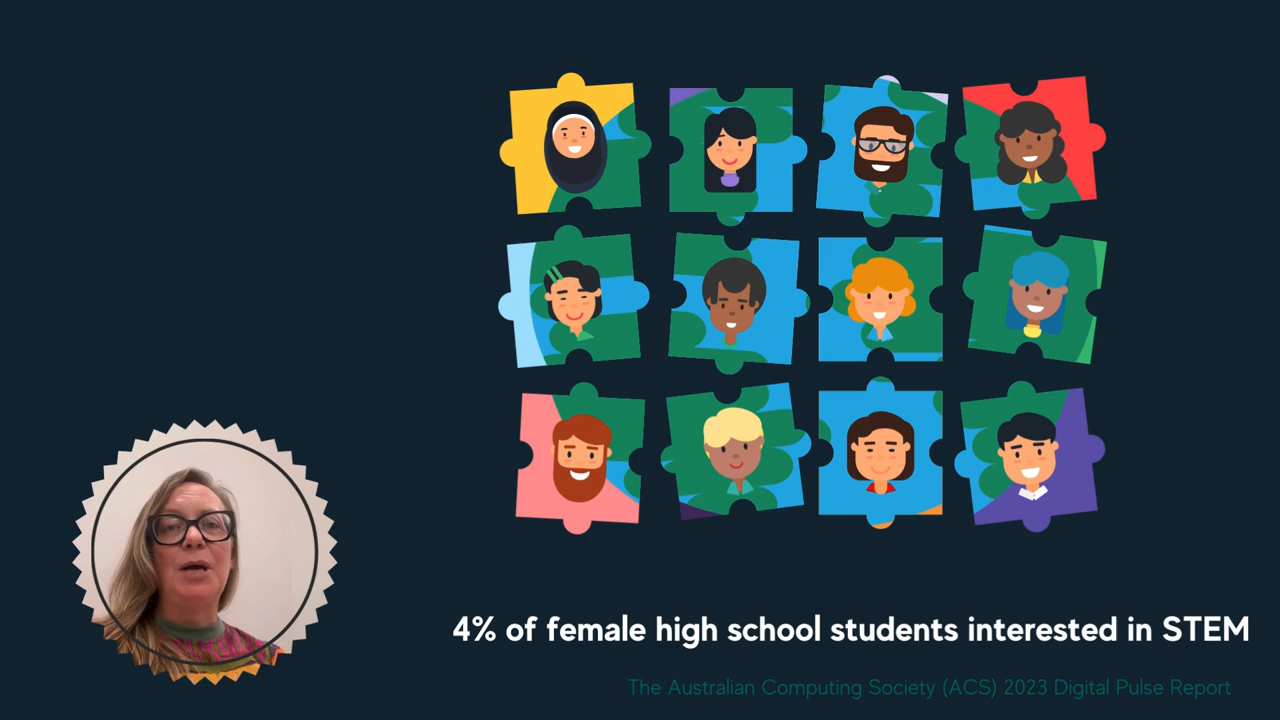 4% of female high school students interested in STEM
The Australian Computing Society (ACS) 2023 Digital Pulse Report